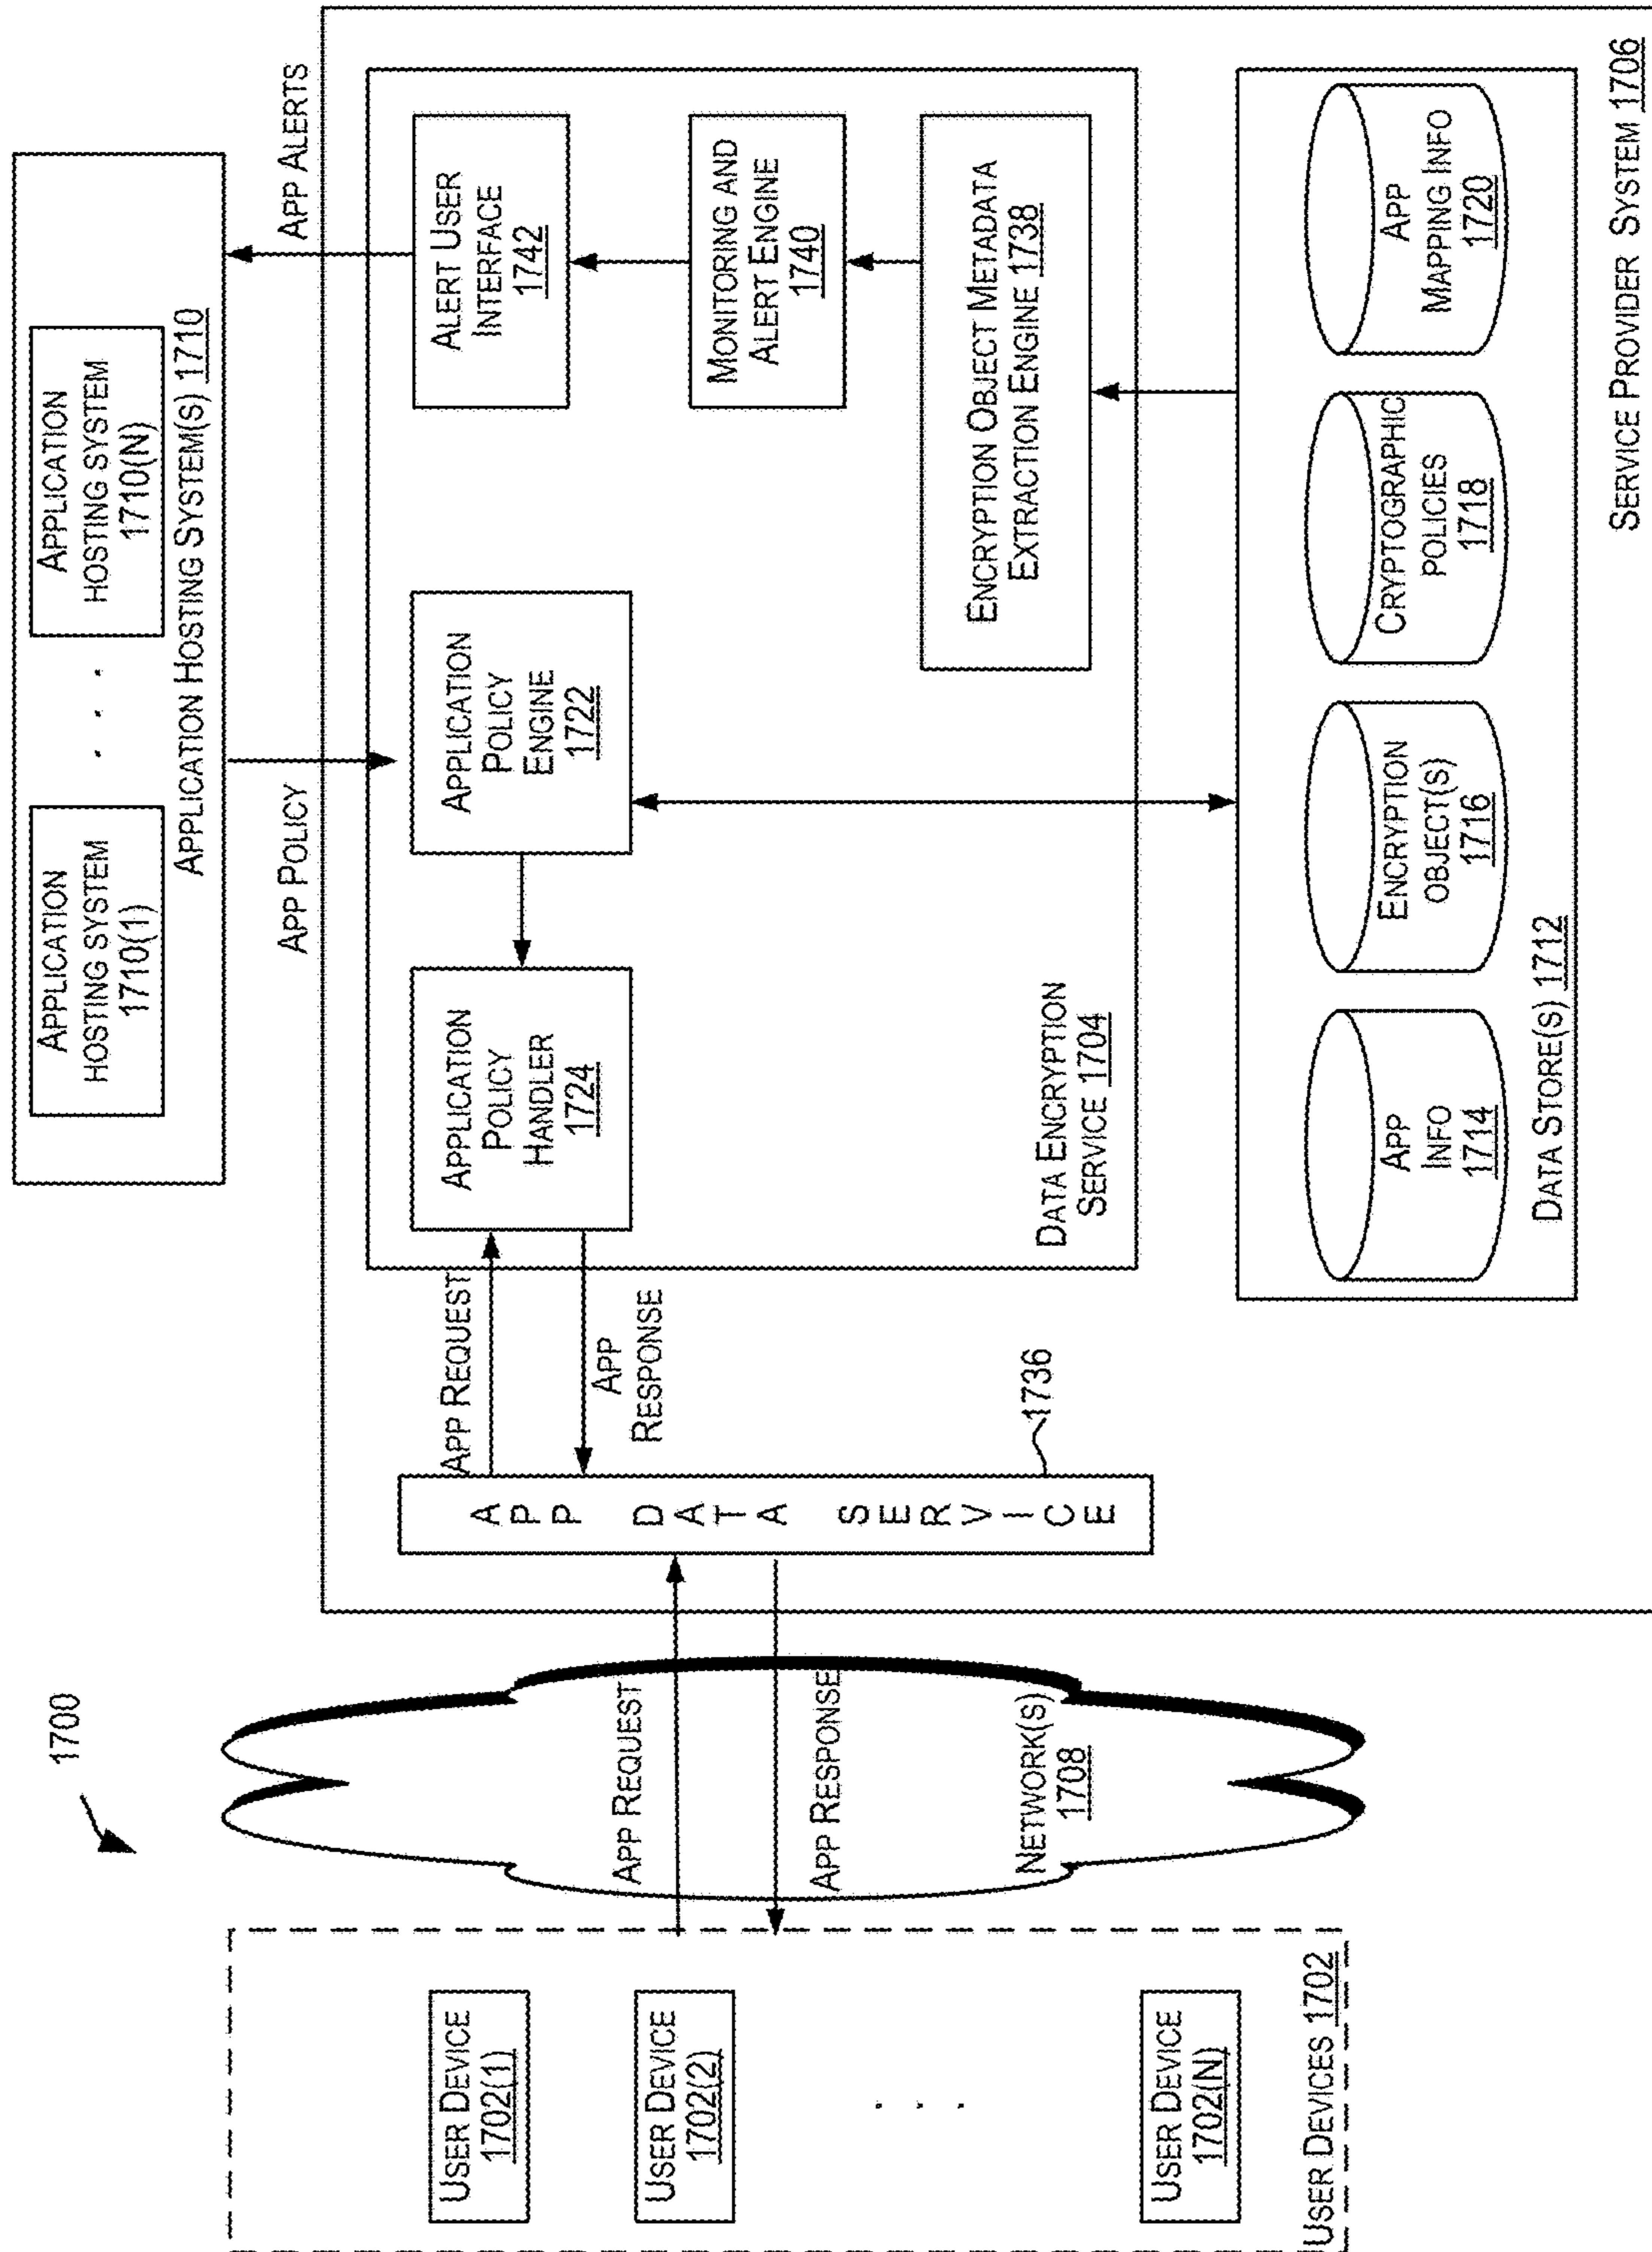 1700
USER DEVICE
1702(1)
USER DEVICE
1702(2)
. . .
USER DEVICE
1702(N)
USER DEVICES 1702
APP REQUEST
APP RESPONSE
NETWORK(S)
1708
APP DATA SERVICE
1736
APP REQUEST
APP
RESPONSE
APPLICATION
HOSTING SYSTEM
1710(1)
. . .
APPLICATION
HOSTING SYSTEM
1710(N)
APPLICATION HOSTING SYSTEM(S) 1710
APP POLICY
APP ALERTS
APPLICATION
POLICY
HANDLER
1724
APPLICATION
POLICY
ENGINE
1722
ALERT USER
INTERFACE
1742
MONITORING AND
ALERT ENGINE
1740
ENCRYPTION OBJECT METADATA
EXTRACTION ENGINE 1738
DATA ENCRYPTION
SERVICE 1704
APP
INFO
1714
ENCRYPTION
OBJECT(S)
1716
CRYPTOGRAPHIC
POLICIES
1718
APP
MAPPING INFO
1720
DATA STORE(S) 1712
SERVICE PROVIDER SYSTEM 1706